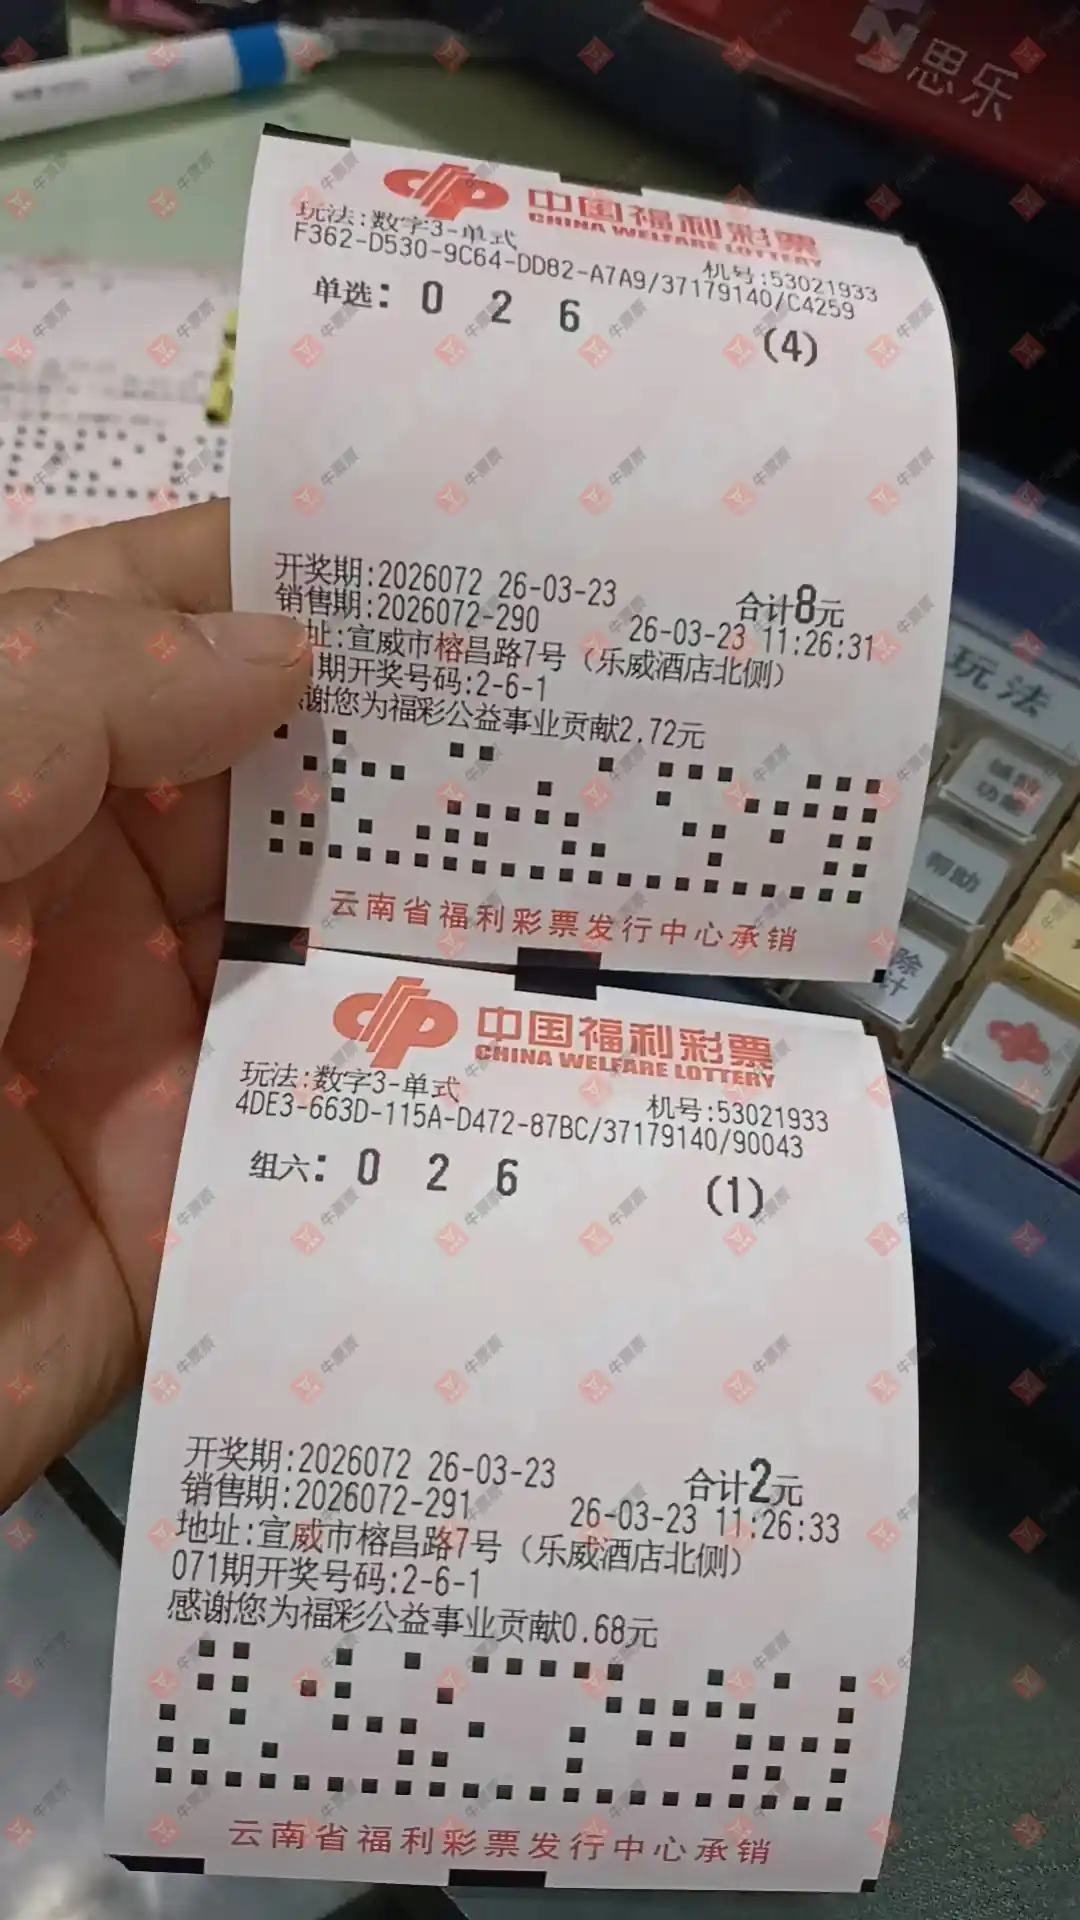 思乐
中国福利彩票
CHINA WELFARE LOTTERY
玩法:数字3-单式
机号:53021933
F362-D530-9C64-DD82-A7A9/37179140/C4259
单选: 0 2 6
(4)
开奖期:2026072 26-03-23
合计8元
销售期:2026072-290
26-03-23 11:26:31
址:宣威市榕昌路7号（乐威酒店北侧）
期开奖号码:2-6-1
谢您为福彩公益事业贡献2.72元
云南省福利彩票发行中心承销
中国福利彩票
CHINA WELFARE LOTTERY
玩法:数字3-单式
机号:53021933
4DE3-663D-115A-D472-87BC/37179140/90043
组六: 0 2 6
(1)
开奖期:2026072 26-03-23
合计2元
销售期:2026072-291
26-03-23 11:26:33
地址:宣威市榕昌路7号（乐威酒店北侧）
071期开奖号码:2-6-1
感谢您为福彩公益事业贡献0.68元
云南省福利彩票发行中心承销
玩法
功能
帮助
除
牛票票